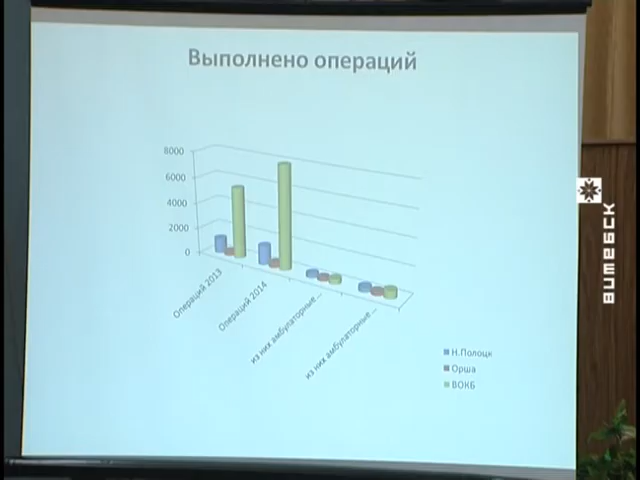 Выполнено операций
8000
6000
4000
2000
0
Операций 2013
Операций 2014
из них амбулаторные...
из них амбулаторные...
Н.Полоцк
Орша
ВОКБ
ВИТЕБСК